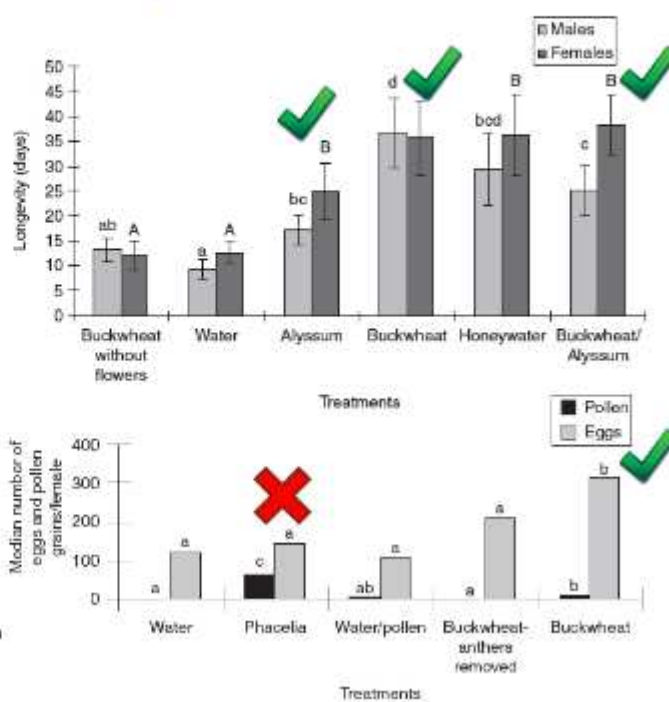 Males
Females
Longevity (days)
50
45
40
35
30
25
20
15
10
5
0
ab
A
a
A
bc
B
d
bcd
B
c
B
Buckwheat without flowers
Water
Alyssum
Buckwheat
Honeywater
Buckwheat/ Alyssum
Treatments
Pollen
Eggs
Median number of
eggs and pollen
grains/female
400
300
200
100
0
a
a
c
a
ab
a
a
a
b
b
Water
Phacelia
Water/pollen
Buckwheat-
anthers
removed
Buckwheat
Treatments